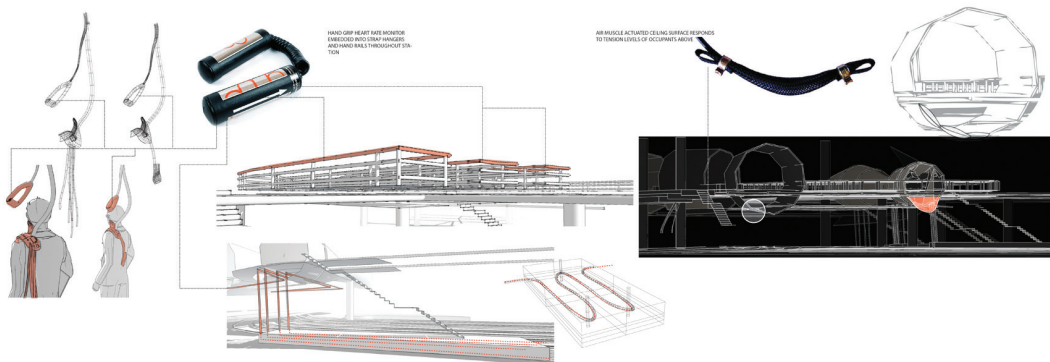 HAND GRIP HEART RATE MONITOR
EMBEDDED INTO STRAP HANGERS
AND HAND RAILS THROUGHOUT STA-
TION
AIR MUSCLE ACTUATED CEILING SURFACE RESPONDS
TO TENSION LEVELS OF OCCUPANTS ABOVE